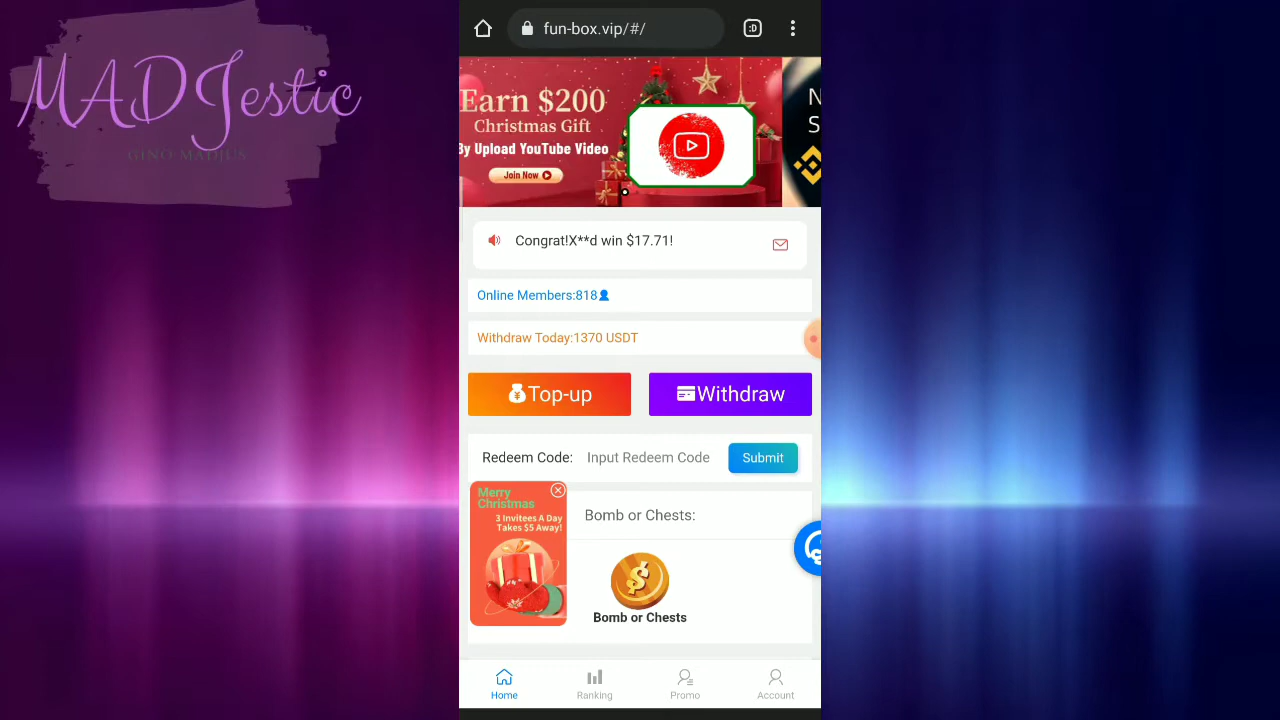 MADJestic
GINO MADJUS
fun-box.vip/#/
:D
Earn $200
Christmas Gift
By Upload YouTube Video
Join Now
N
S
Congrat!X**d win $17.71!
Online Members:818
Withdraw Today:1370 USDT
Top-up
Withdraw
Redeem Code:
Input Redeem Code
Submit
Merry
Christmas
3 Invitees A Day
Takes $5 Away!
Bomb or Chests:
Bomb or Chests
Home
Ranking
Promo
Account